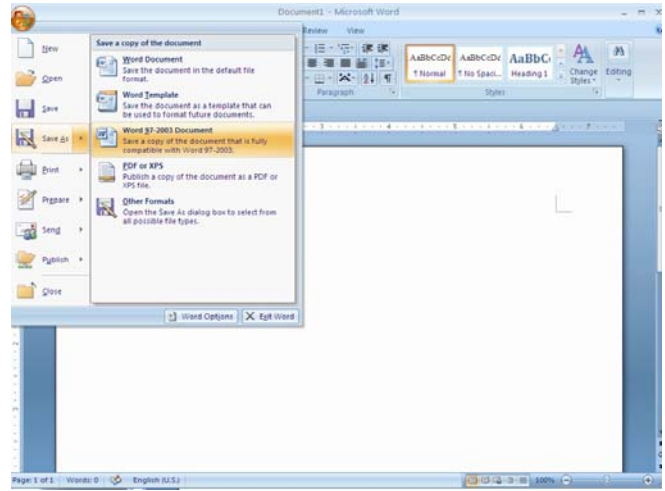 Document1 - Microsoft Word
Review View
New
Open
Save
Save As
Print
Prepare
Send
Publish
Close
Save a copy of the document
Word Document
Save the document in the default file
format.
Word Template
Save the document as a template that can
be used to format future documents.
Word 97-2003 Document
Save a copy of the document that is fully
compatible with Word 97-2003.
PDF or XPS
Publish a copy of the document as a PDF or
XPS file.
Other Formats
Open the Save As dialog box to select from
all possible file types.
Word Options
Exit Word
AaBbCcDc AaBbCcDc AaBbC
¶ Normal ¶ No Spaci... Heading 1
Change
Styles
Editing
Paragraph
Styles
3 4 5 6 7
Page: 1 of 1 Words: 0 English (U.S.)
100%